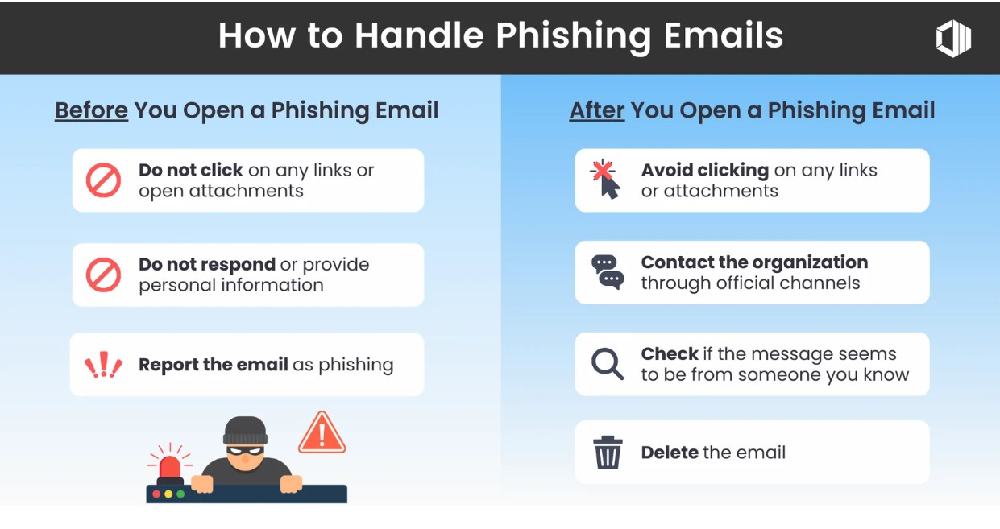 How to Handle Phishing Emails
Before You Open a Phishing Email
Do not click on any links or
open attachments
Do not respond or provide
personal information
Report the email as phishing
After You Open a Phishing Email
Avoid clicking on any links
or attachments
Contact the organization
through official channels
Check if the message seems
to be from someone you know
Delete the email